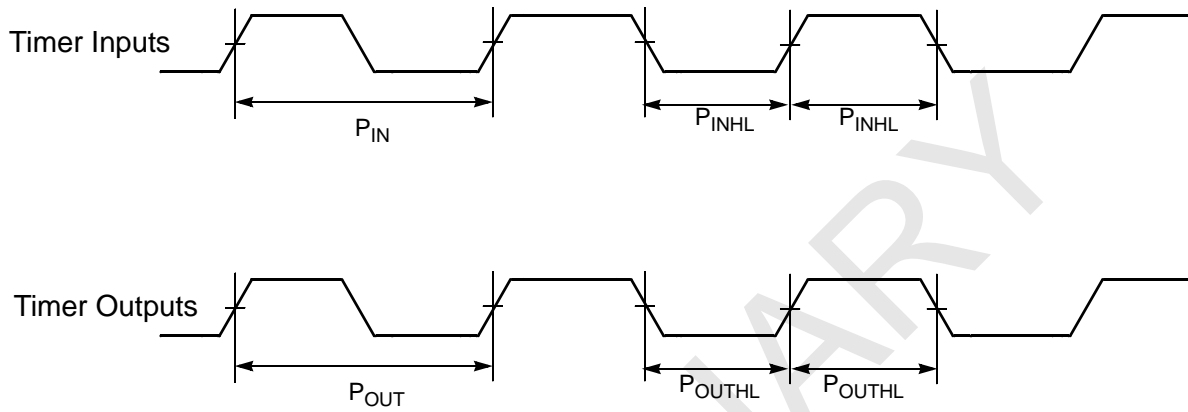 Timer Inputs
P_IN
P_INHL
P_INHL
Timer Outputs
P_OUT
P_OUTHL
P_OUTHL